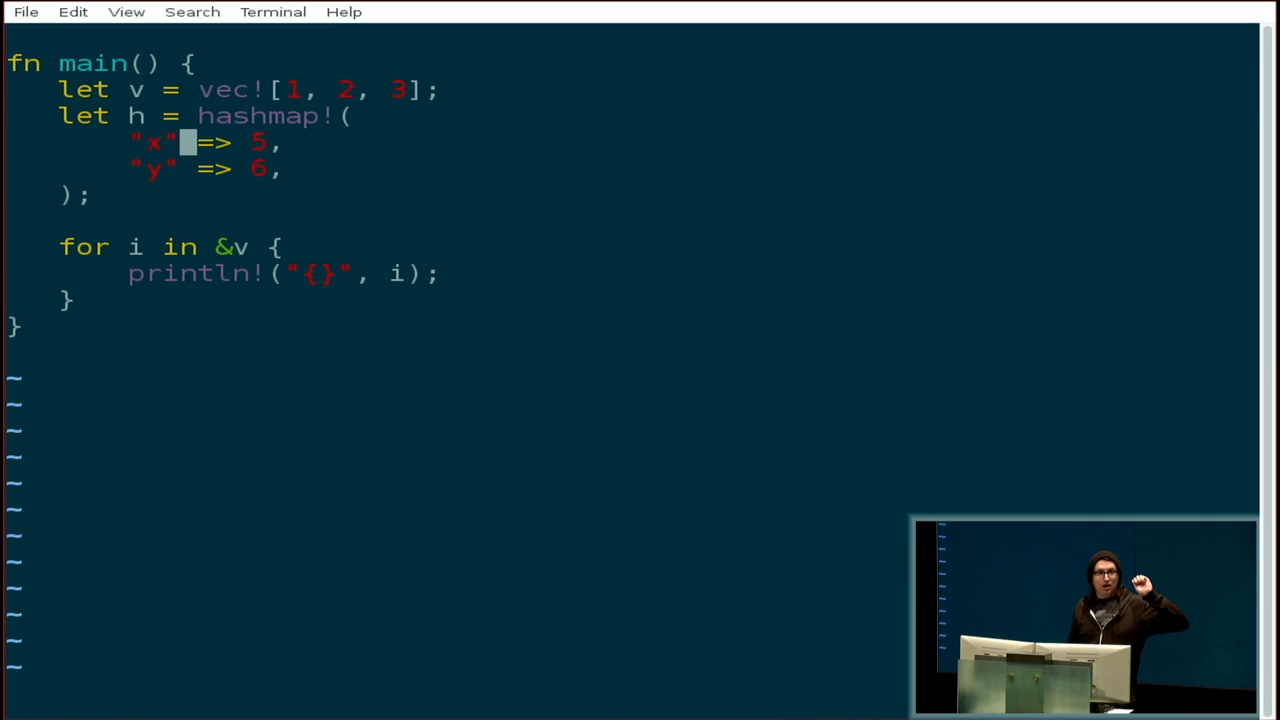 File Edit View Search Terminal Help
fn main() {
    let v = vec![1, 2, 3];
    let h = hashmap!(
        "x" => 5,
        "y" => 6,
    );

    for i in &v {
        println!("{}", i);
    }
}
~
~
~
~
~
~
~
~
~
~
~
~